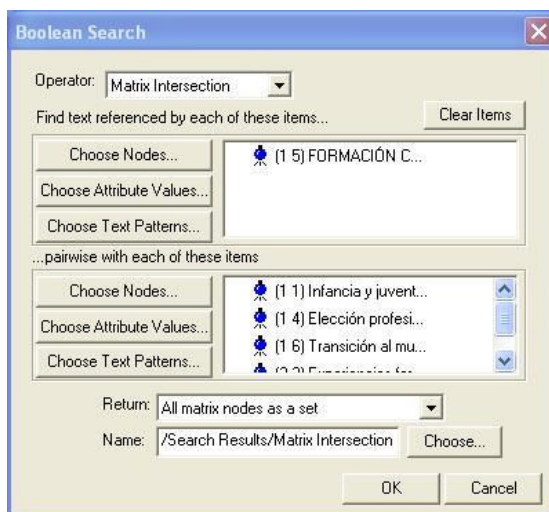 Boolean Search
Operator: Matrix Intersection
Find text referenced by each of these items... Clear Items
Choose Nodes... (1 5) FORMACIÓN C...
Choose Attribute Values...
Choose Text Patterns...
...pairwise with each of these items
Choose Nodes... (1 1) Infancia y juvent...
Choose Attribute Values... (1 4) Elección profesi...
Choose Text Patterns... (1 6) Transición al mu...
Return: All matrix nodes as a set
Name: /Search Results/Matrix Intersection Choose...
OK Cancel